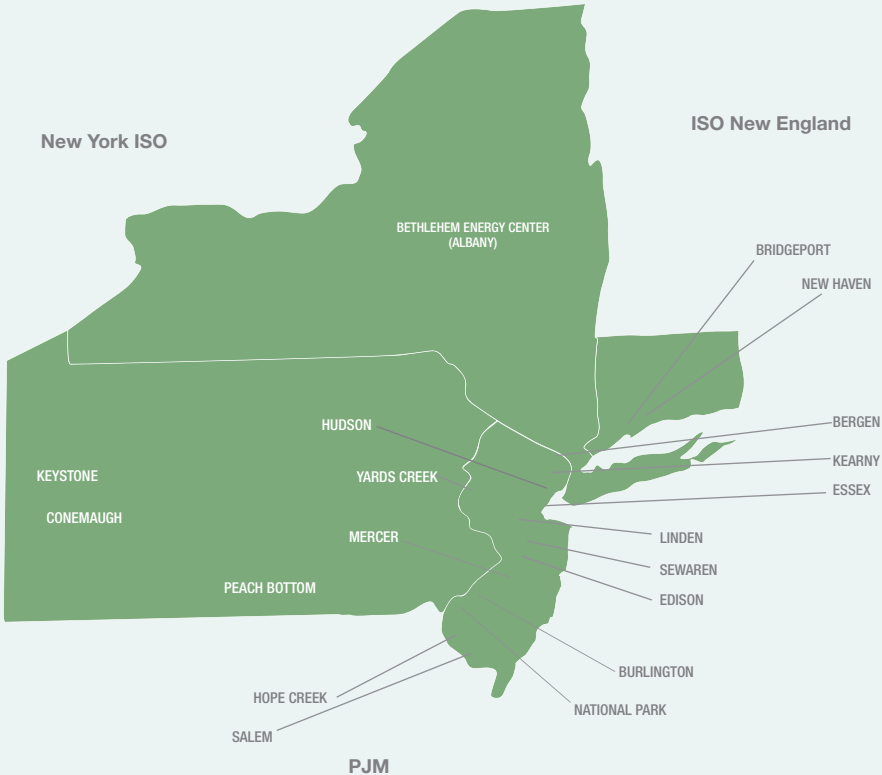 New York ISO
ISO New England
BETHLEHEM ENERGY CENTER
(ALBANY)
BRIDGEPORT
NEW HAVEN
HUDSON
BERGEN
KEARNY
ESSEX
KEYSTONE
YARDS CREEK
CONEMAUGH
MERCER
LINDEN
SEWAREN
EDISON
PEACH BOTTOM
BURLINGTON
HOPE CREEK
NATIONAL PARK
SALEM
PJM